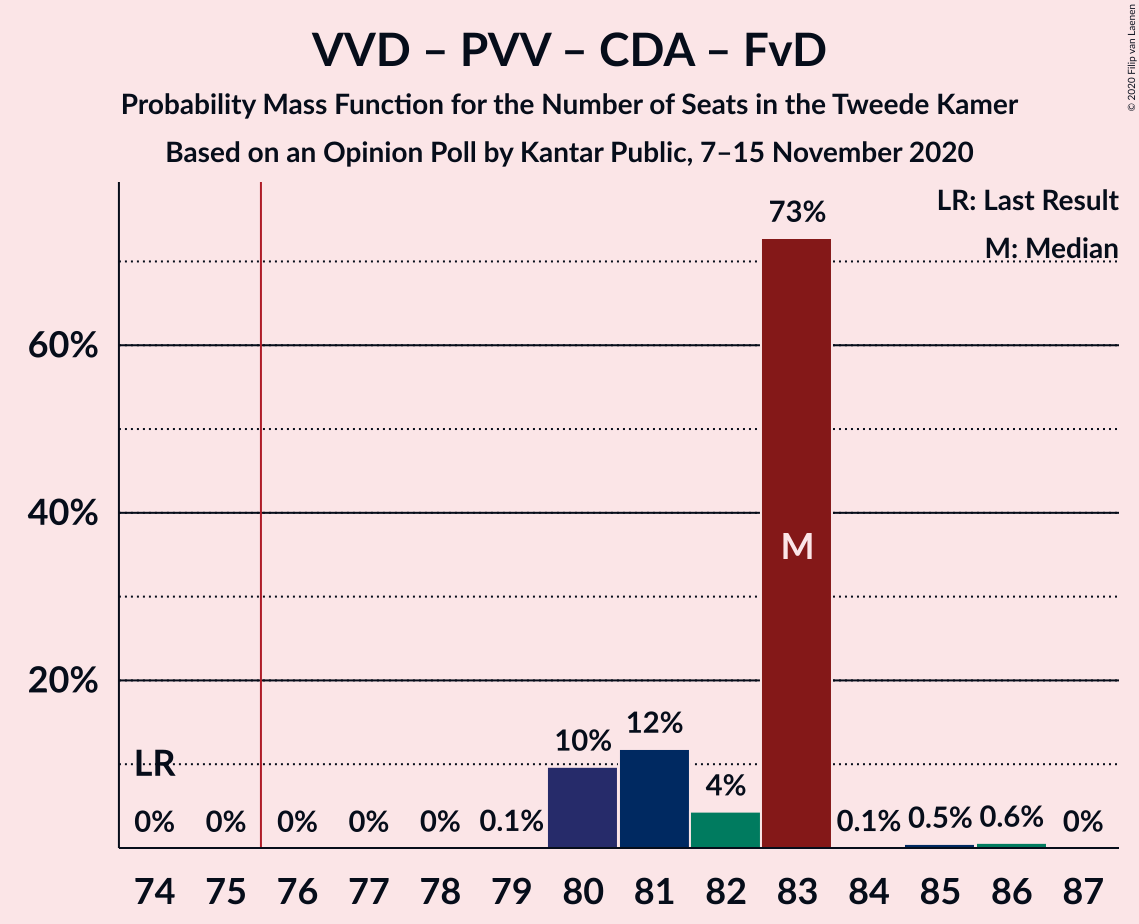 VVD – PVV – CDA – FvD
Probability Mass Function for the Number of Seats in the Tweede Kamer
Based on an Opinion Poll by Kantar Public, 7–15 November 2020
© 2020 Filip van Laenen
LR: Last Result
M: Median
73%
60%
M
40%
20%
12%
10%
LR
4%
0% 0% 0% 0% 0% 0.1% 0.1% 0.5% 0.6% 0%
74 75 76 77 78 79 80 81 82 83 84 85 86 87